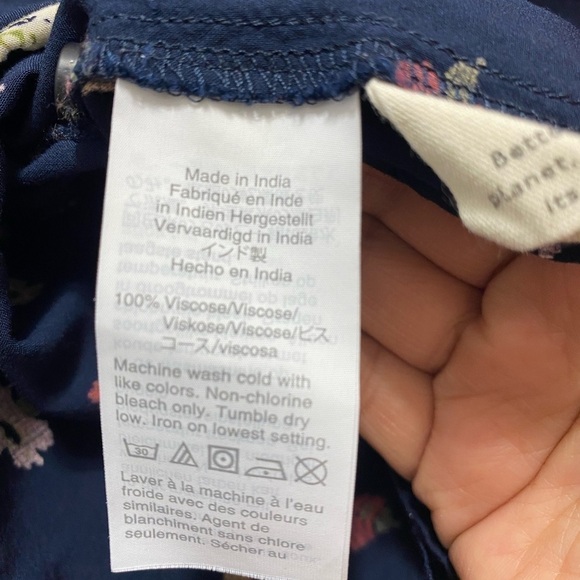 Made in India
Fabriqué en Inde
in Indien Hergestellt
Vervaardigd in India
インド製
Hecho en India
100% Viscose/Viscose/
Viskose/Viscose/ビス
コース/viscosa
Machine wash cold with
like colors. Non-chlorine
bleach only. Tumble dry
low. Iron on lowest setting.
30
Laver à la machine à l'eau
froide avec des couleurs
similaires. Agent de
blanchiment sans chlore
seulement. Sécher au
Bette
planet,
its